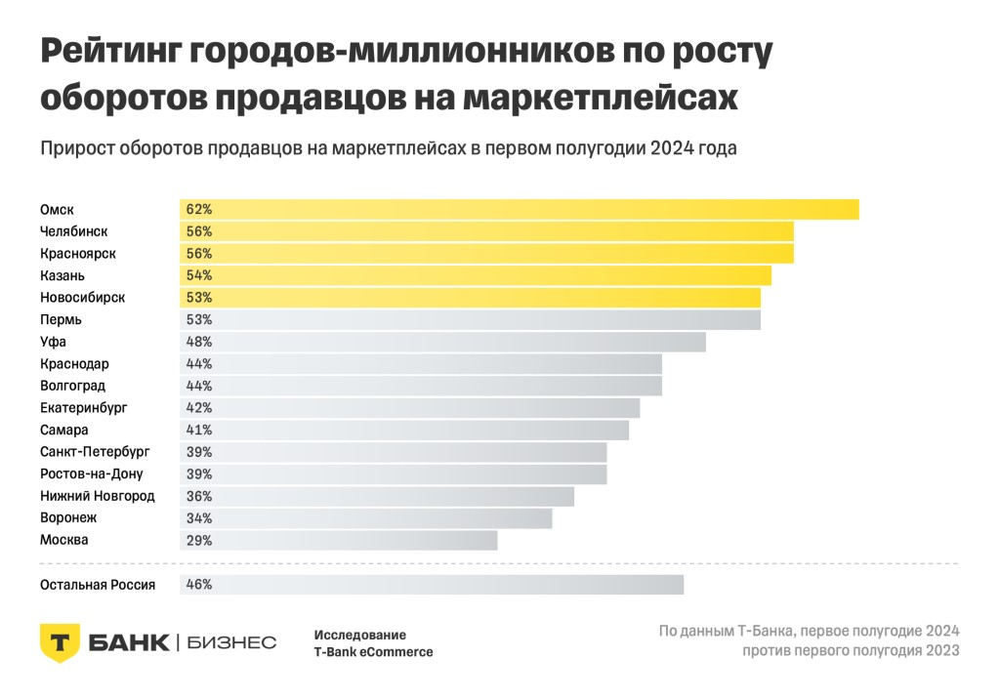 Рейтинг городов-миллионников по росту
оборотов продавцов на маркетплейсах
Прирост оборотов продавцов на маркетплейсах в первом полугодии 2024 года
Омск 62%
Челябинск 56%
Красноярск 56%
Казань 54%
Новосибирск 53%
Пермь 53%
Уфа 48%
Краснодар 44%
Волгоград 44%
Екатеринбург 42%
Самара 41%
Санкт-Петербург 39%
Ростов-на-Дону 39%
Нижний Новгород 36%
Воронеж 34%
Москва 29%
Остальная Россия 46%
Т БАНК | БИЗНЕС
Исследование
T-Bank eCommerce
По данным Т-Банка, первое полугодие 2024
против первого полугодия 2023